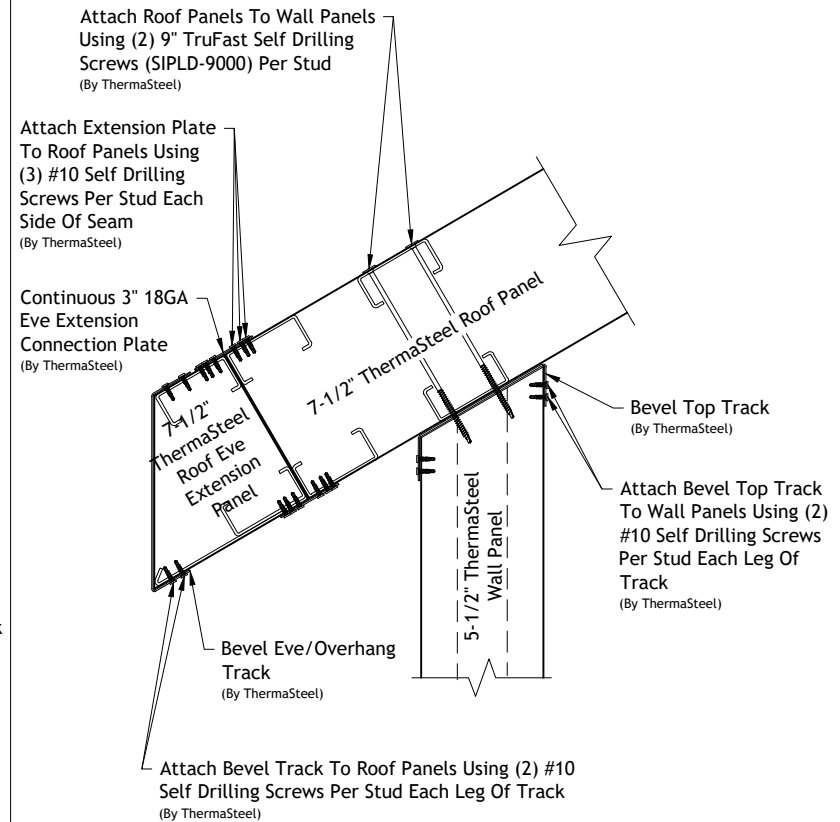 Attach Roof Panels To Wall Panels
Using (2) 9" TruFast Self Drilling
Screws (SIPLD-9000) Per Stud
(By ThermaSteel)
Attach Extension Plate
To Roof Panels Using
(3) #10 Self Drilling
Screws Per Stud Each
Side Of Seam
(By ThermaSteel)
Continuous 3" 18GA
Eve Extension
Connection Plate
(By ThermaSteel)
7-1/2" ThermaSteel Roof Panel
7-1/2"
ThermaSteel
Roof Eve
Extension
Panel
Bevel Top Track
(By ThermaSteel)
Attach Bevel Top Track
To Wall Panels Using (2)
#10 Self Drilling Screws
Per Stud Each Leg Of
Track
(By ThermaSteel)
5-1/2" ThermaSteel
Wall Panel
Bevel Eve/Overhang
Track
(By ThermaSteel)
Attach Bevel Track To Roof Panels Using (2) #10
Self Drilling Screws Per Stud Each Leg Of Track
(By ThermaSteel)